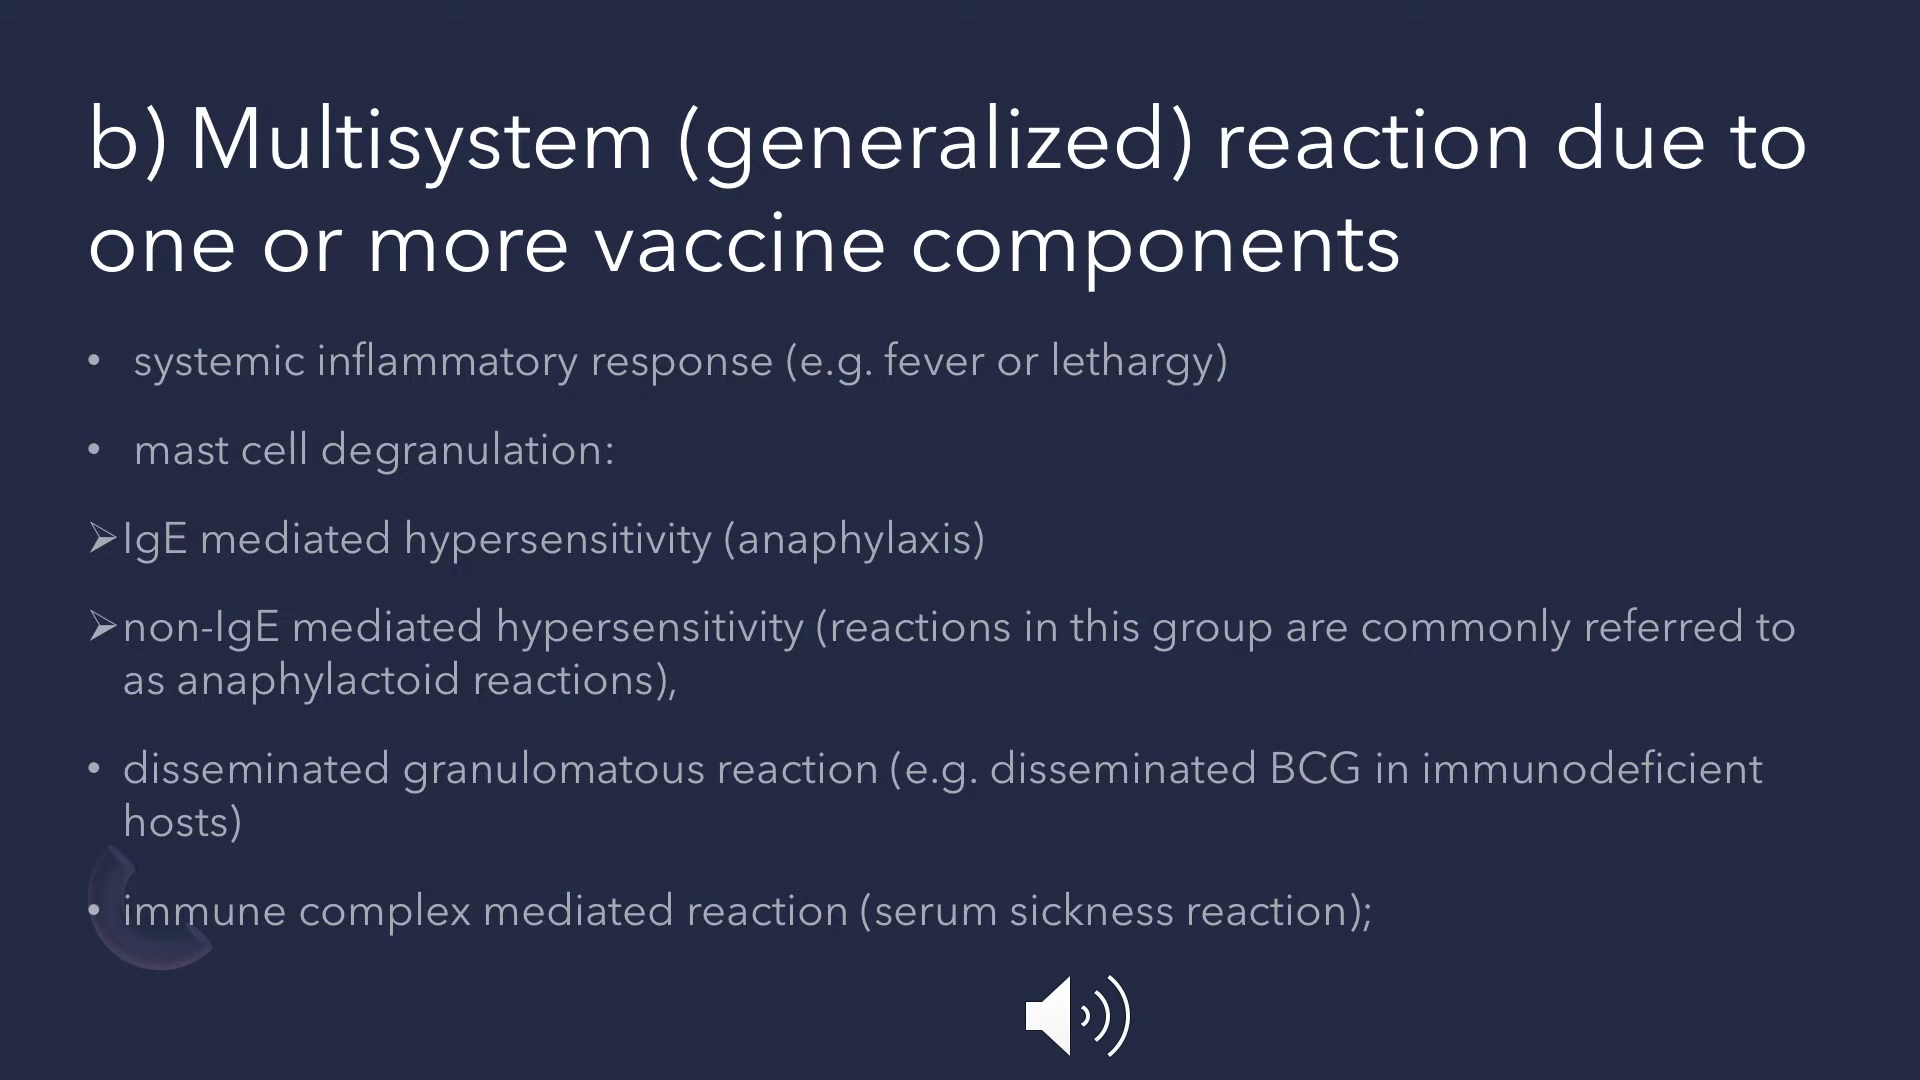 b) Multisystem (generalized) reaction due to
one or more vaccine components
• systemic inflammatory response (e.g. fever or lethargy)
• mast cell degranulation:
➢IgE mediated hypersensitivity (anaphylaxis)
➢non-IgE mediated hypersensitivity (reactions in this group are commonly referred to
as anaphylactoid reactions),
• disseminated granulomatous reaction (e.g. disseminated BCG in immunodeficient
hosts)
• immune complex mediated reaction (serum sickness reaction);